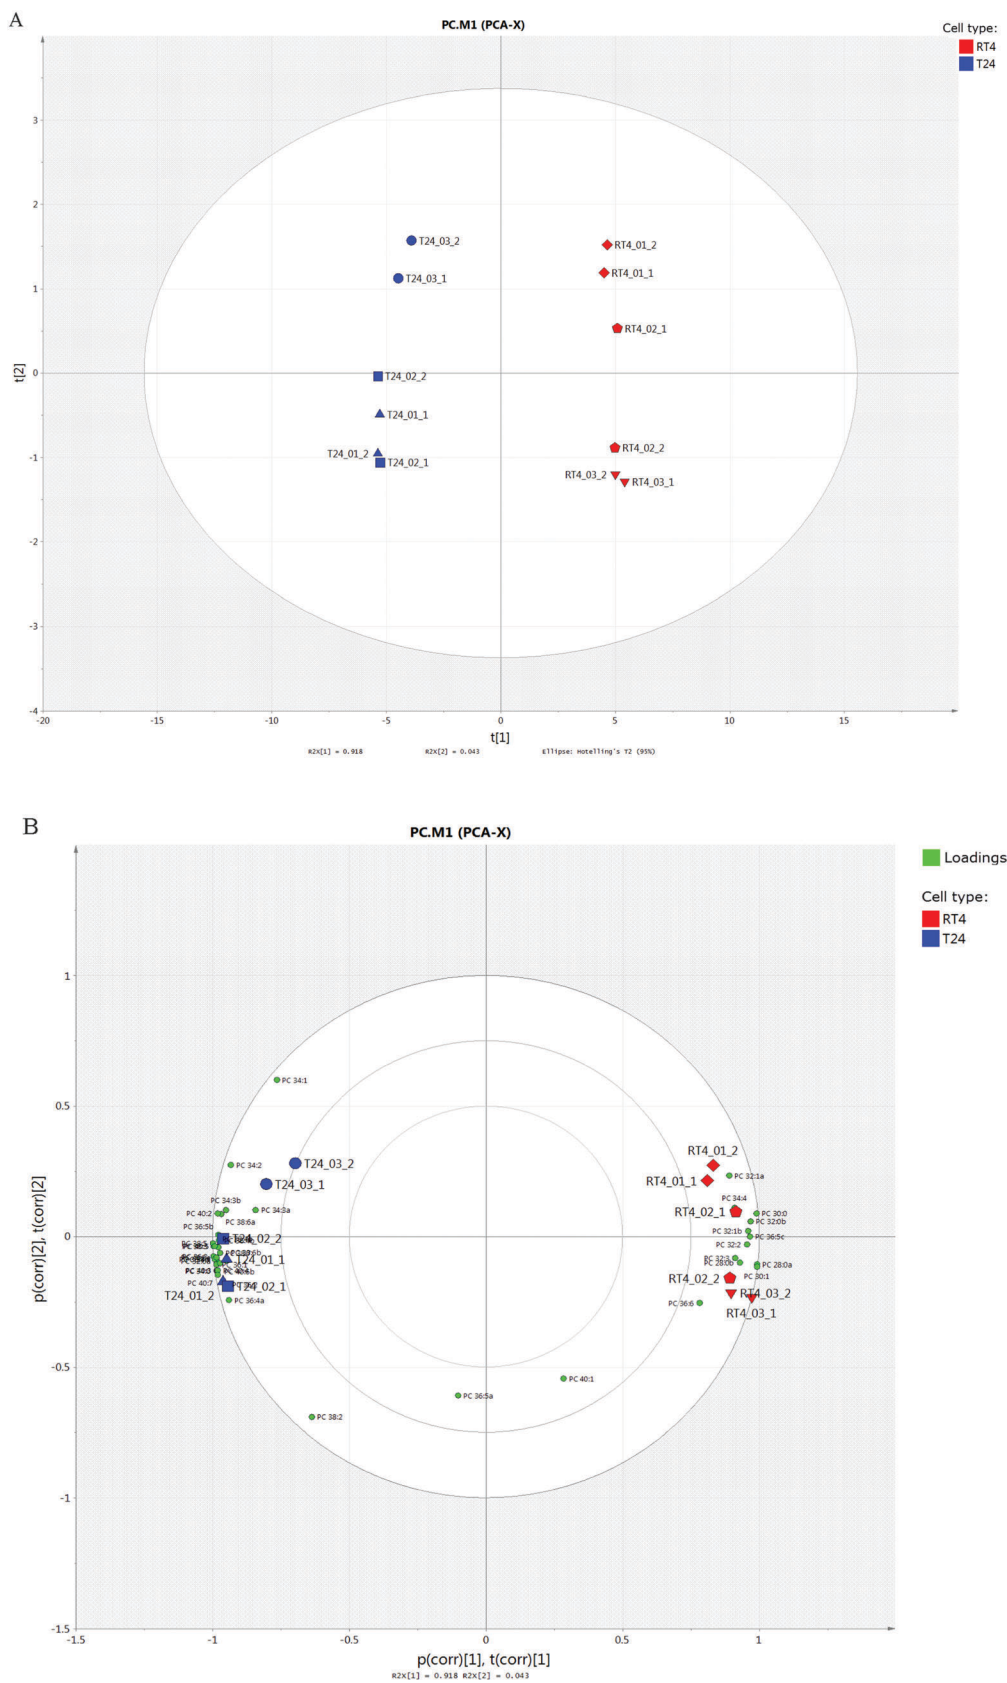 A
PC.M1 (PCA-X)
Cell type:
RT4
T24
3
2
1
0
-1
-2
-3
-4
t[2]
T24_03_2
T24_03_1
RT4_01_2
RT4_01_1
RT4_02_1
T24_02_2
T24_01_1
T24_01_2
T24_02_1
RT4_02_2
RT4_03_2
RT4_03_1
-20
-15
-10
-5
0
5
10
15
t[1]
R2X[1] = 0.918
R2X[2] = 0.043
Ellipse: Hotelling's T2 (95%)
B
PC.M1 (PCA-X)
Loadings
Cell type:
RT4
T24
1
0.5
0
-0.5
-1
-1.5
p(corr)[2], t(corr)[2]
PC 34:1
PC 34:2
T24_03_2
T24_03_1
PC 34:3b
PC 34:3a
PC 40:2
PC 38:6a
PC 36:5b
T24_02_2
T24_01_1
PC 36:1
PC 40:7
T24_02_1
T24_01_2
PC 36:4a
RT4_01_2
RT4_01_1
PC 32:1a
PC 34:4
RT4_02_1
PC 30:0
PC 32:0b
PC 32:1b
PC 36:5c
PC 32:2
PC 32:3
PC 28:0b
PC 28:0a
PC 30:1
RT4_02_2
RT4_03_2
PC 36:6
RT4_03_1
PC 40:1
PC 36:5a
PC 38:2
-1.5
-1
-0.5
0
0.5
1
p(corr)[1], t(corr)[1]
R2X[1] = 0.918 R2X[2] = 0.043